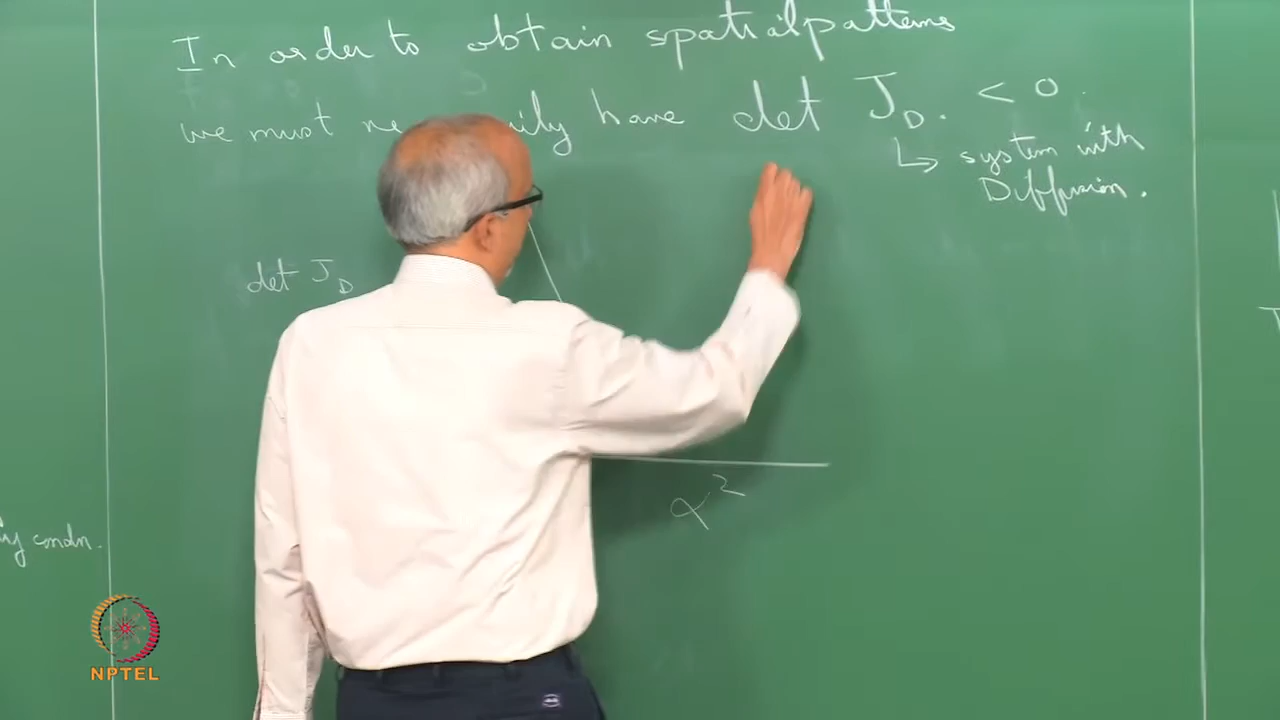 In order to obtain spatial patterns
we must have det J_D. < 0.
↳ system with
Diffusion.
det J_D
α²
condn.
NPTEL